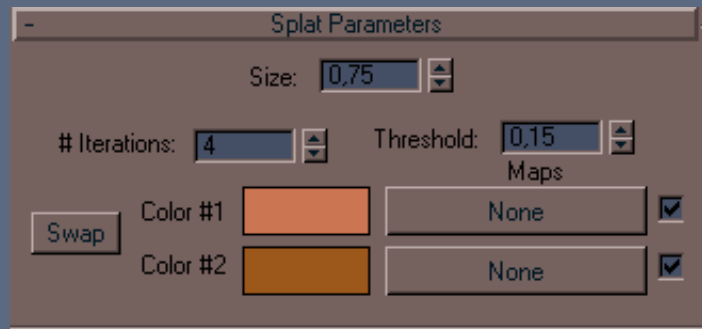 - Splat Parameters
Size: 0,75
# Iterations: 4 Threshold: 0,15
Maps
Color #1 None
Swap
Color #2 None